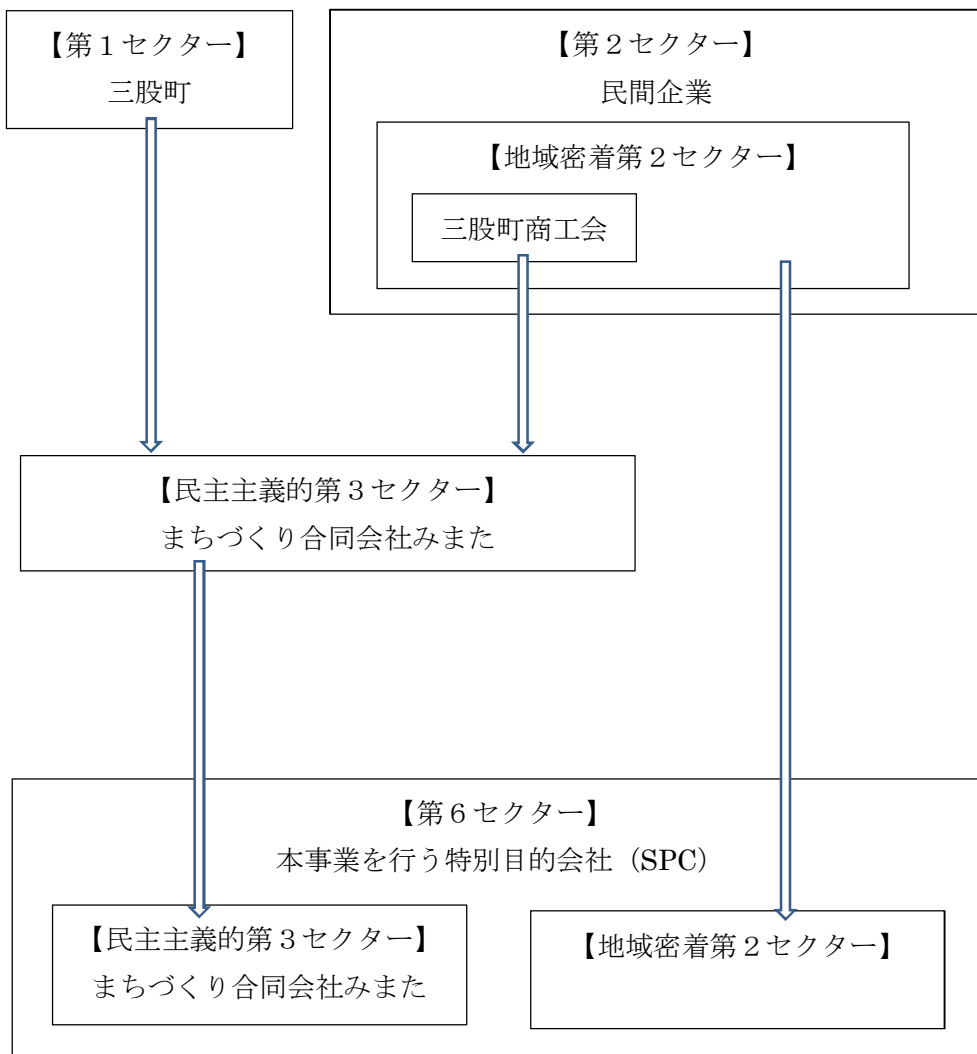 【第１セクター】
三股町
【第２セクター】
民間企業
【地域密着第２セクター】
三股町商工会
【民主主義的第３セクター】
まちづくり合同会社みまた
【第６セクター】
本事業を行う特別目的会社（SPC）
【民主主義的第３セクター】
まちづくり合同会社みまた
【地域密着第２セクター】